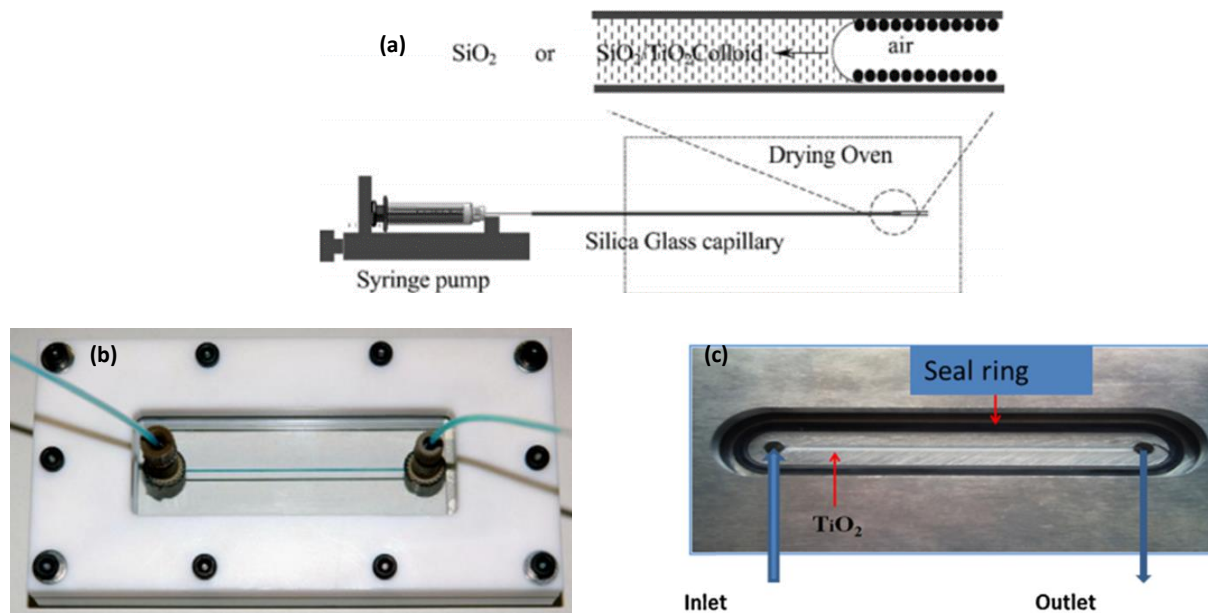 (a) SiO₂ or SiO₂/TiO₂Colloid
air
Drying Oven
Silica Glass capillary
Syringe pump
(b)
(c)
Seal ring
TiO₂
Inlet Outlet